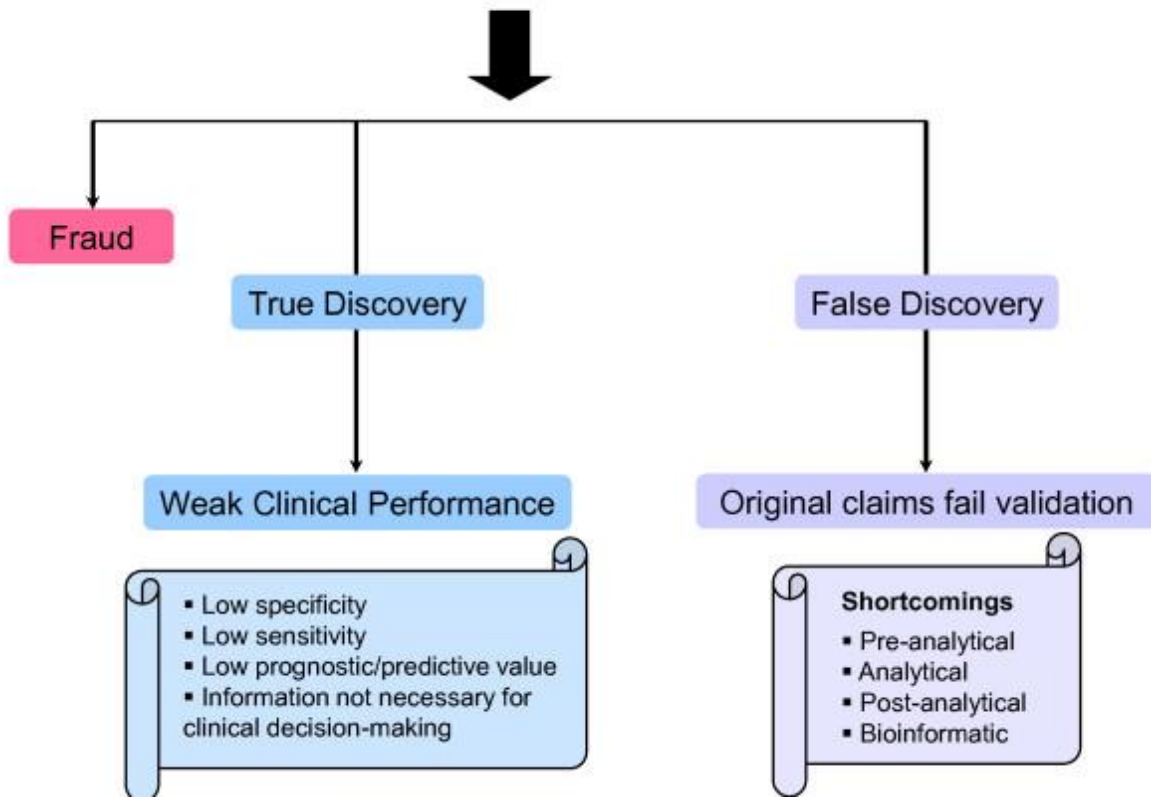 Fraud
True Discovery
False Discovery
Weak Clinical Performance
Original claims fail validation
▪ Low specificity
▪ Low sensitivity
▪ Low prognostic/predictive value
▪ Information not necessary for
clinical decision-making
Shortcomings
▪ Pre-analytical
▪ Analytical
▪ Post-analytical
▪ Bioinformatic